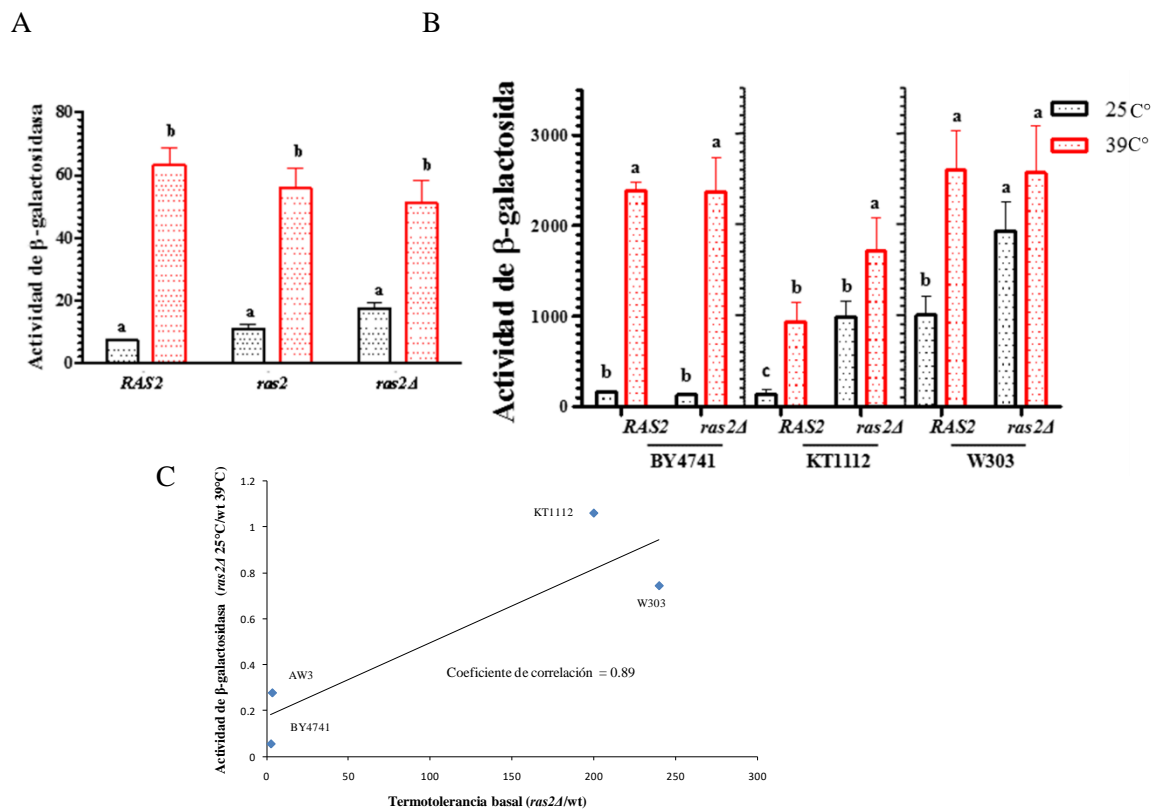 A
B
Actividad de β-galactosidasa
80
60
40
20
0
a
b
a
b
a
b
RAS2
ras2
ras2Δ
Actividad de β-galactosida
3000
2000
1000
0
b
a
b
a
c
b
a
a
b
a
a
a
RAS2
ras2Δ
RAS2
ras2Δ
RAS2
ras2Δ
BY4741
KT1112
W303
25C°
39C°
C
Actividad de β-galactosidasa (ras2Δ 25°C/wt 39°C)
1.2
1
0.8
0.6
0.4
0.2
0
KT1112
W303
AW3
BY4741
Coeficiente de correlación = 0.89
0
50
100
150
200
250
300
Termotolerancia basal (ras2Δ/wt)